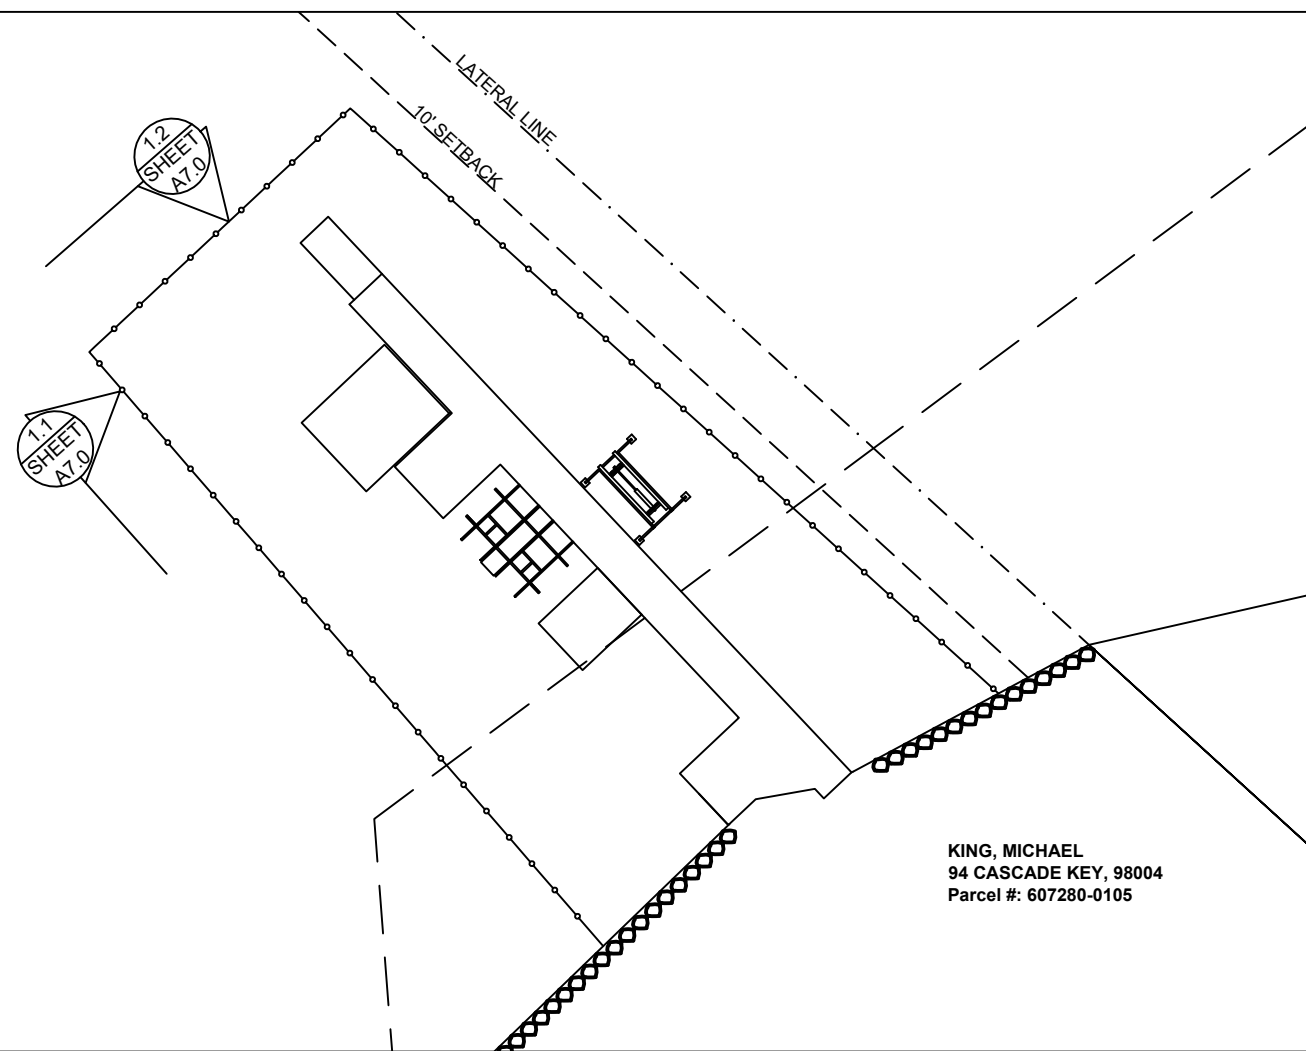 LATERAL LINE
10' SETBACK
1.2
SHEET
A7.0
1.1
SHEET
A7.0
KING, MICHAEL
94 CASCADE KEY, 98004
Parcel #: 607280-0105